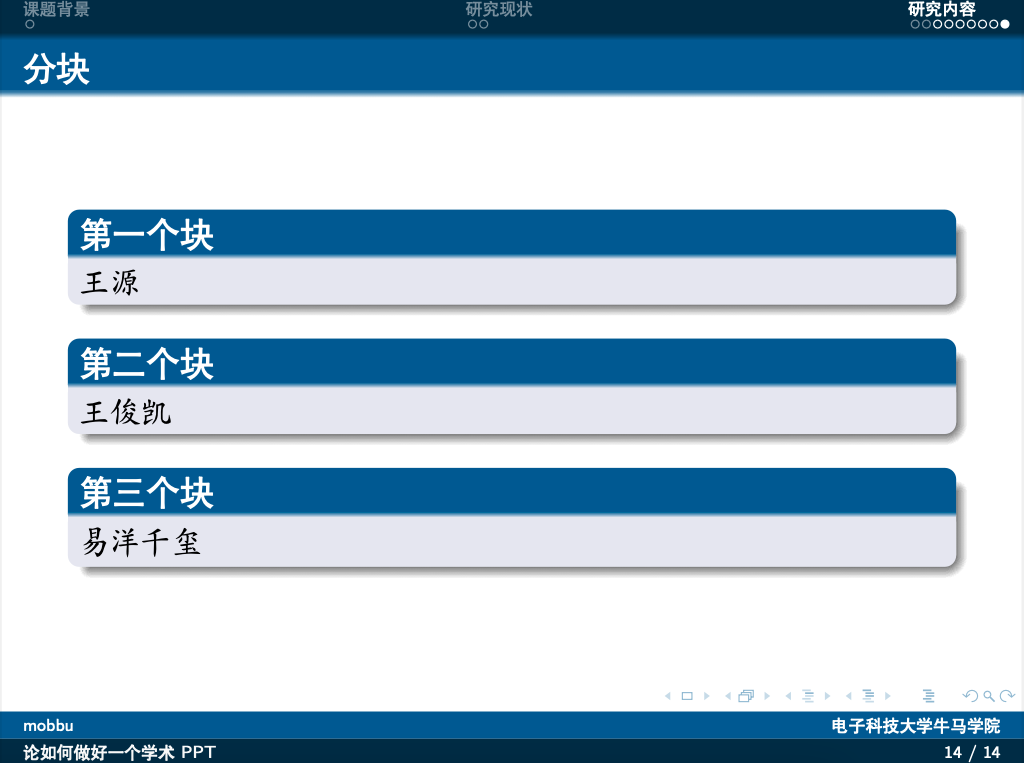 课题背景
研究现状
研究内容
分块
第一个块
王源
第二个块
王俊凯
第三个块
易洋千玺
mobbu
电子科技大学牛马学院
论如何做好一个学术 PPT
14 / 14